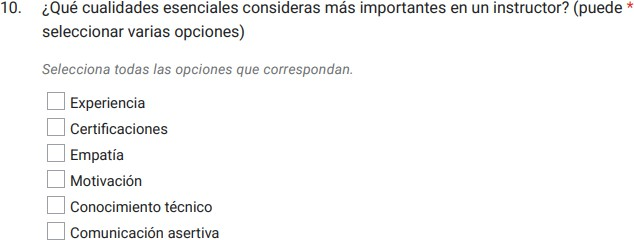 10. ¿Qué cualidades esenciales consideras más importantes en un instructor? (puede *
seleccionar varias opciones)
Selecciona todas las opciones que correspondan.
Experiencia
Certificaciones
Empatía
Motivación
Conocimiento técnico
Comunicación asertiva